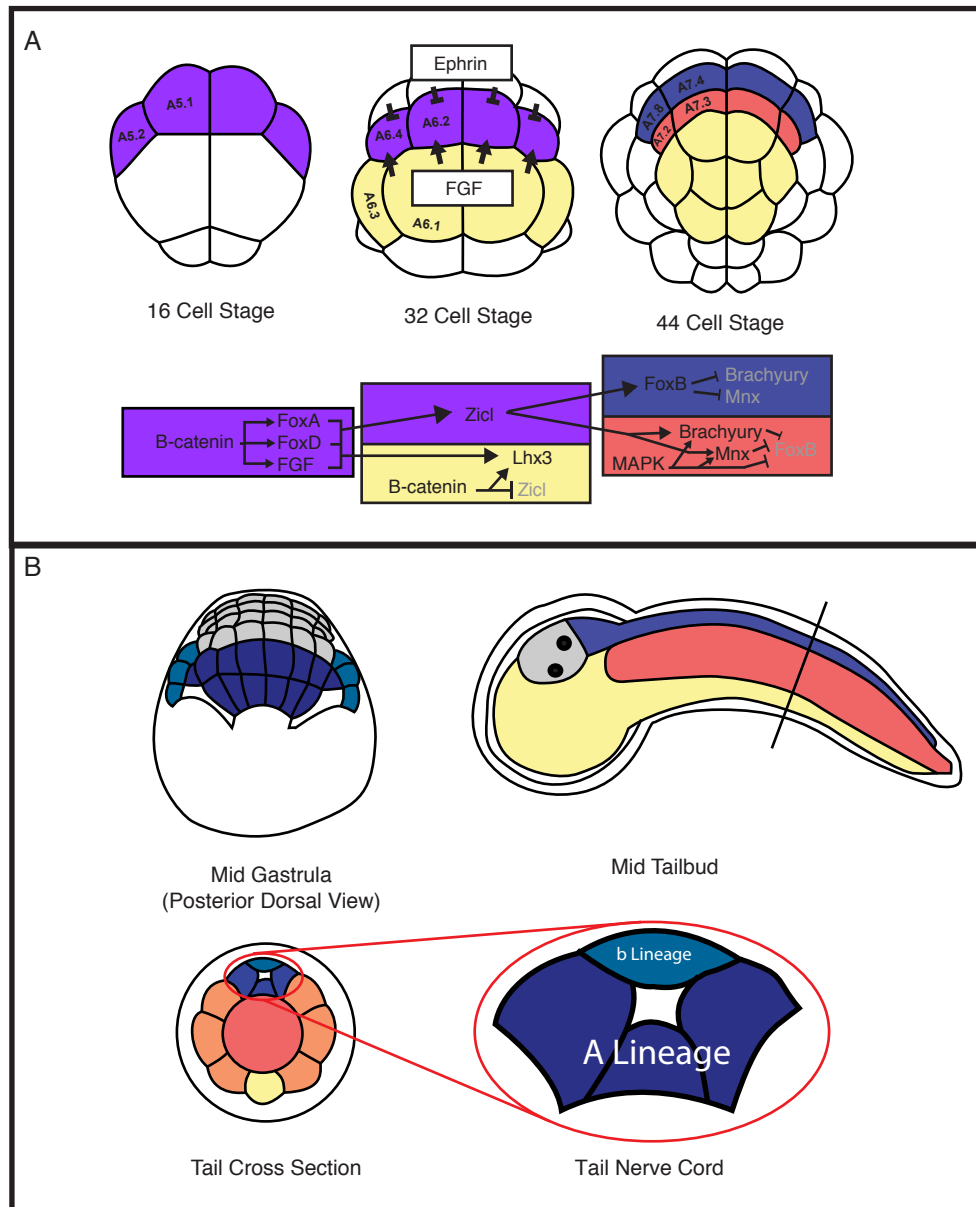 A
Ephrin
A5.1
A5.2
A6.4
A6.2
FGF
A6.3
A6.1
A7.8
A7.4
A7.3
A7.2
16 Cell Stage
32 Cell Stage
44 Cell Stage
B-catenin
FoxA
FoxD
FGF
Zicl
Lhx3
B-catenin
Zicl
FoxB
Brachyury
Mnx
Brachyury
Mnx
FoxB
MAPK
B
Mid Gastrula
(Posterior Dorsal View)
Mid Tailbud
b Lineage
A Lineage
Tail Cross Section
Tail Nerve Cord